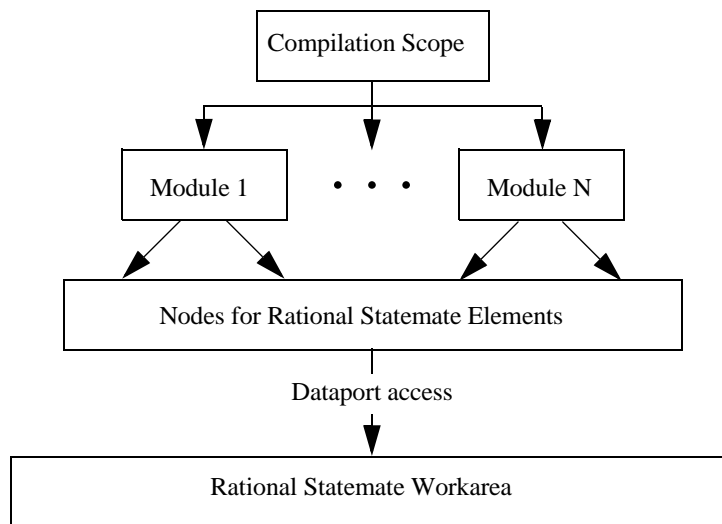 Compilation Scope
Module 1
• • •
Module N
Nodes for Rational Statemate Elements
Dataport access
Rational Statemate Workarea